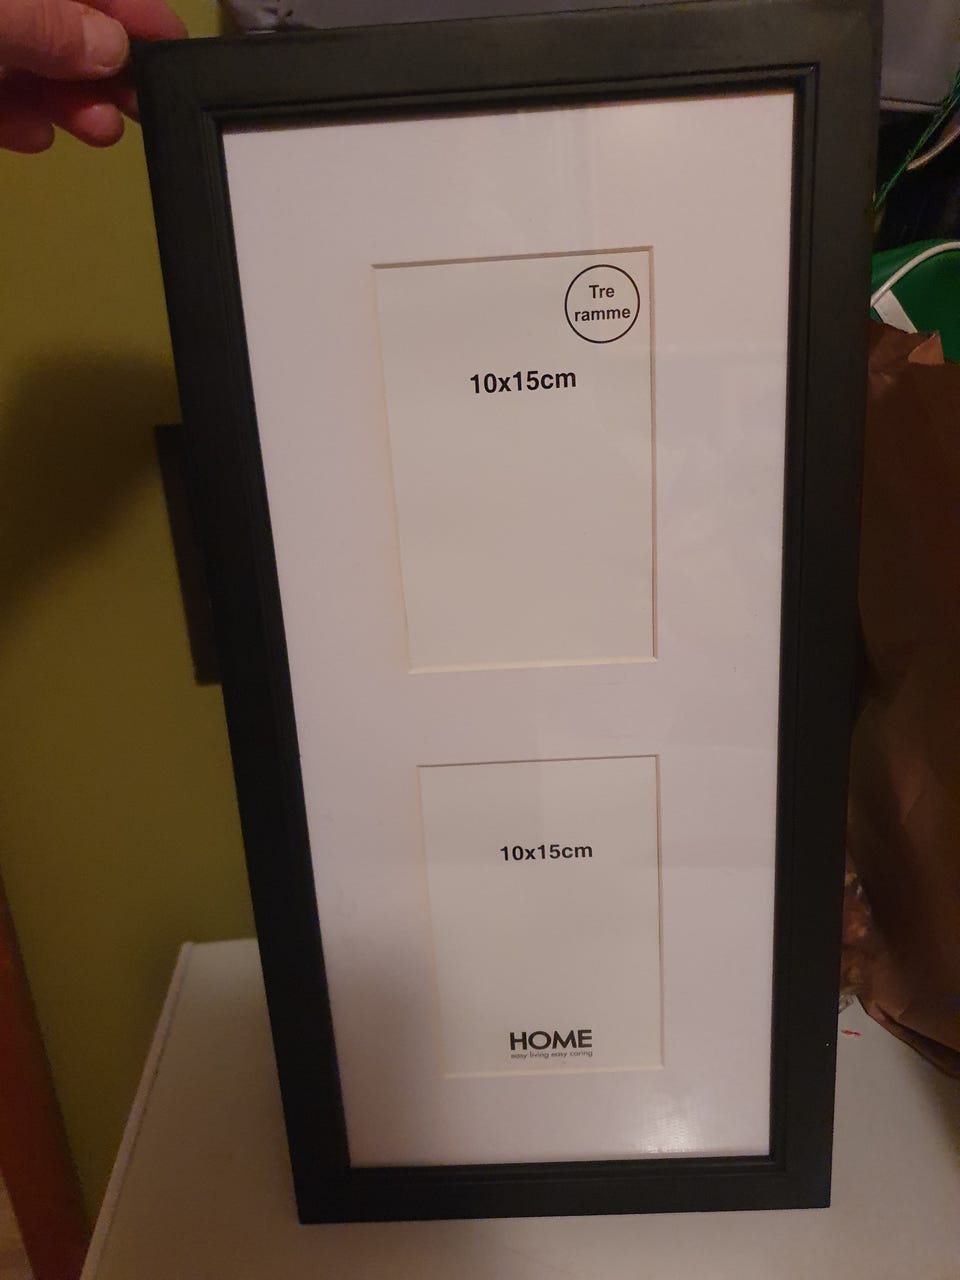 Tre
ramme
10x15cm
10x15cm
HOME
easy living easy caring